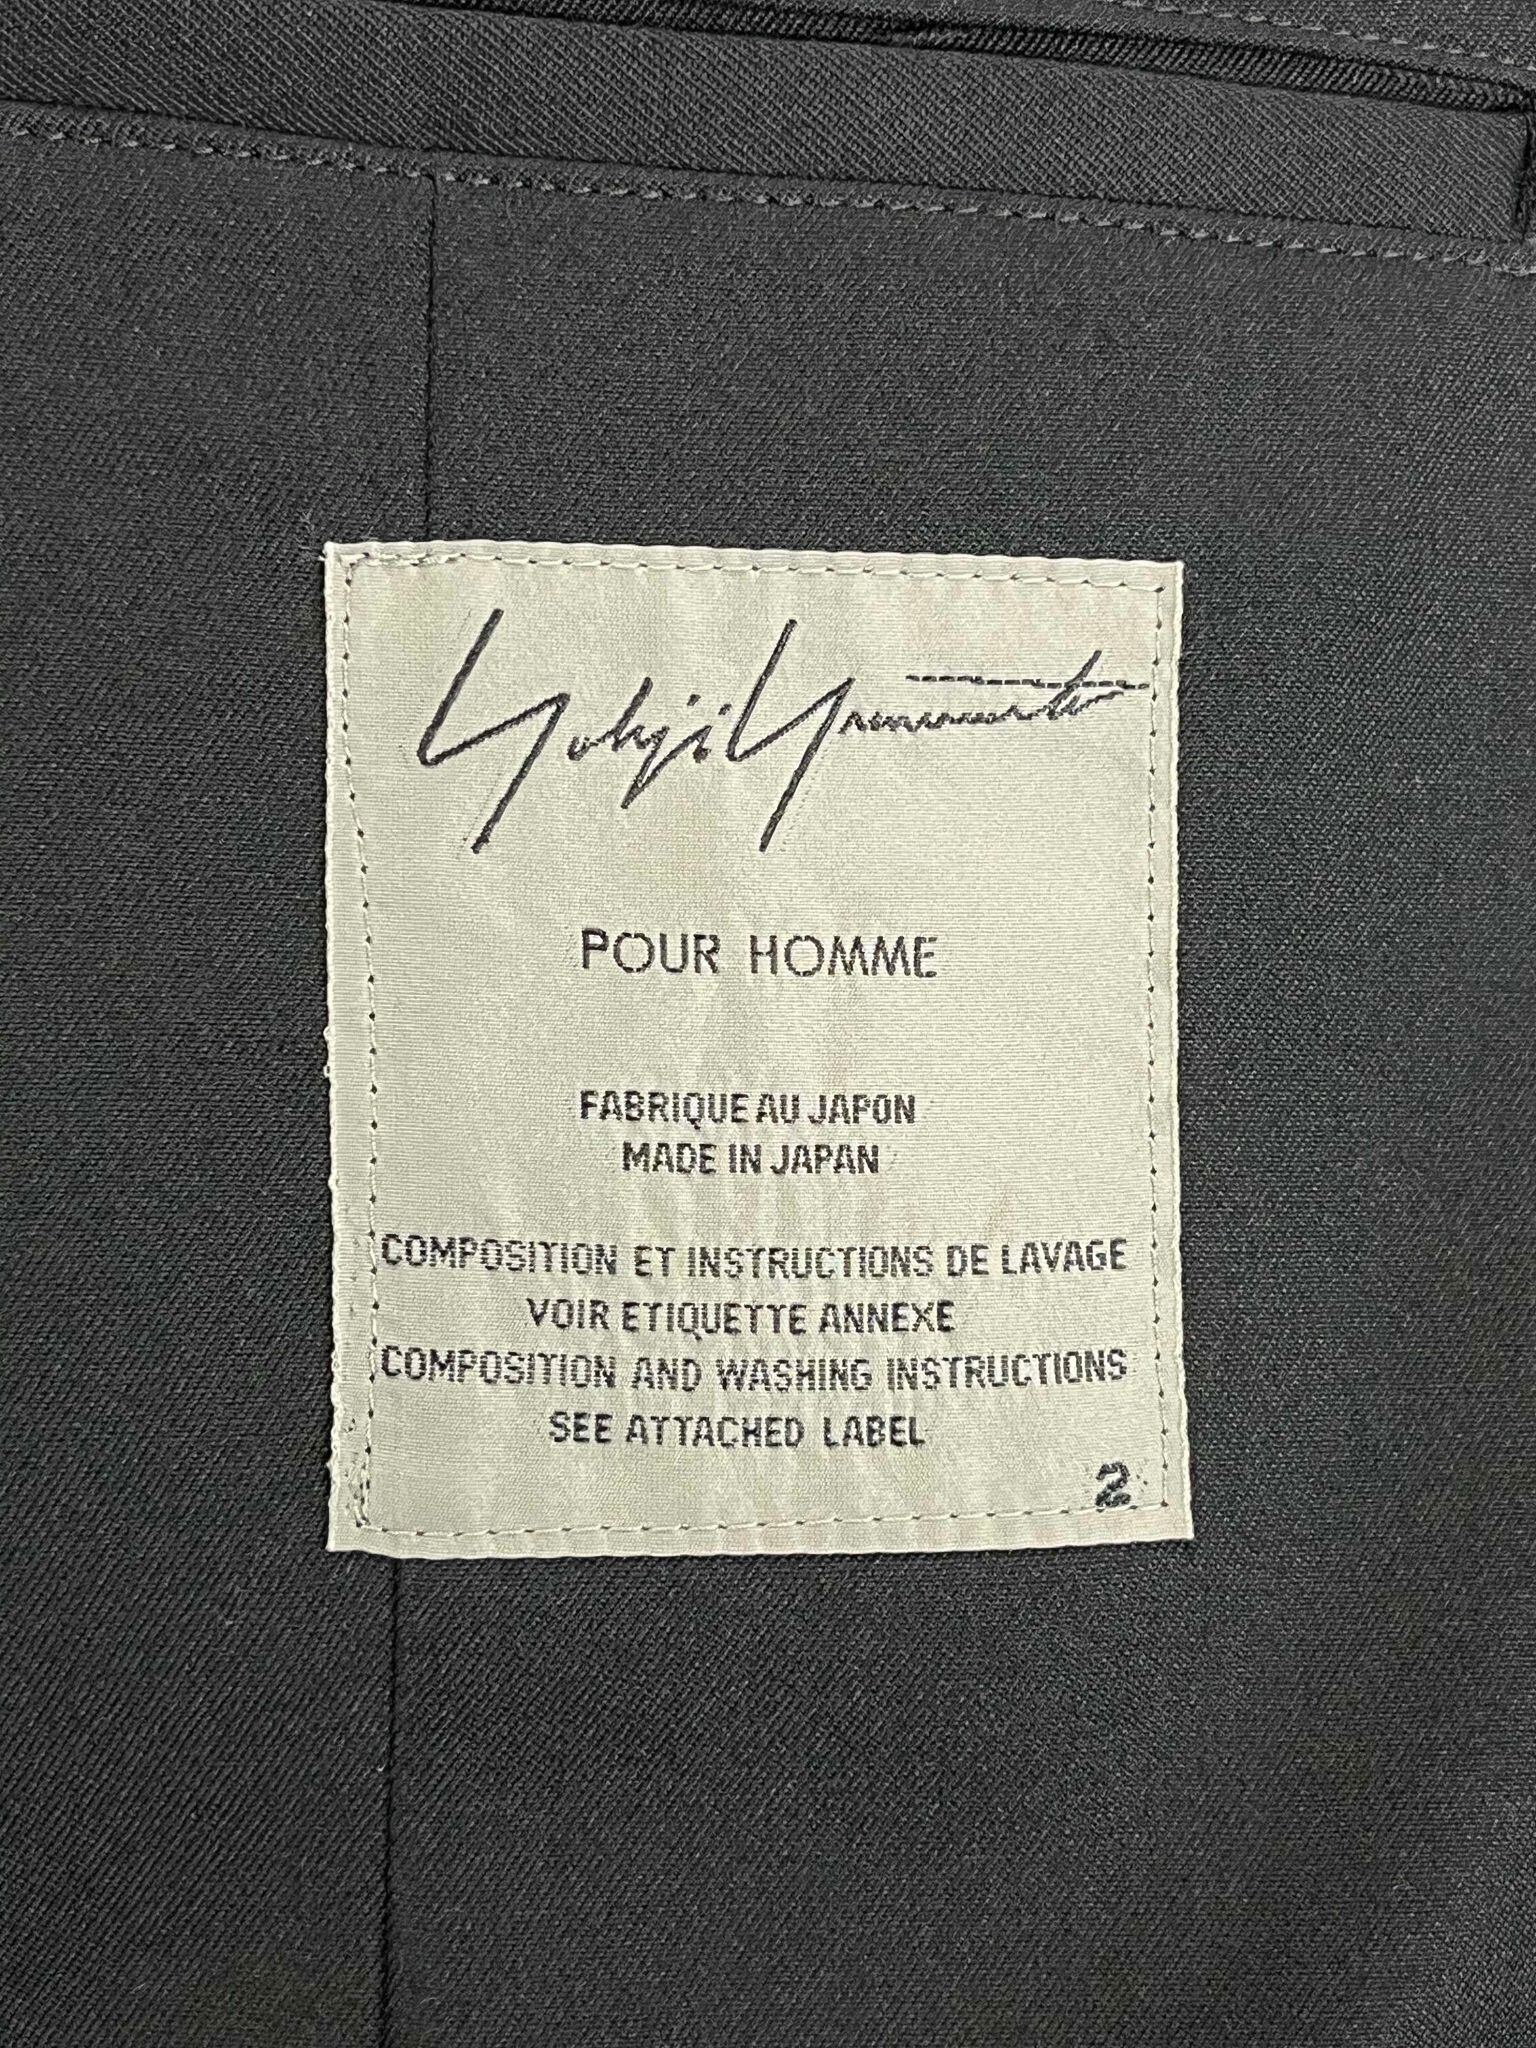 Yohji Yamamoto
POUR HOMME
FABRIQUE AU JAPON
MADE IN JAPAN
COMPOSITION ET INSTRUCTIONS DE LAVAGE
VOIR ETIQUETTE ANNEXE
COMPOSITION AND WASHING INSTRUCTIONS
SEE ATTACHED LABEL
2